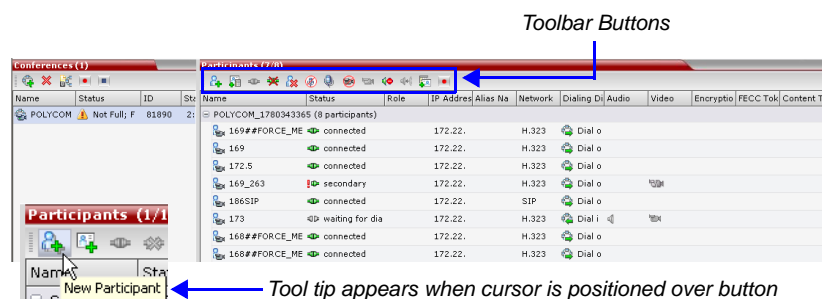 Toolbar Buttons
Conferences (1)
Participants (7/8)
Name Status ID Sta
Name Status Role IP Addres Alias Na Network Dialing Di Audio Video Encryptio FECC Tok Content T
POLYCOM Not Full; F 81890 2:
POLYCOM_1780343365 (8 participants)
169##FORCE_ME connected 172.22. H.323 Dial o
169 connected 172.22. H.323 Dial o
172.5 connected 172.22. H.323 Dial o
169_263 secondary 172.22. H.323 Dial o
186SIP connected 172.22. SIP Dial o
173 waiting for dia 172.22. H.323 Dial i
168##FORCE_ME connected 172.22. H.323 Dial o
168##FORCE_ME connected 172.22. H.323 Dial o
Participants (1/1
Name Sta
New Participant
Tool tip appears when cursor is positioned over button